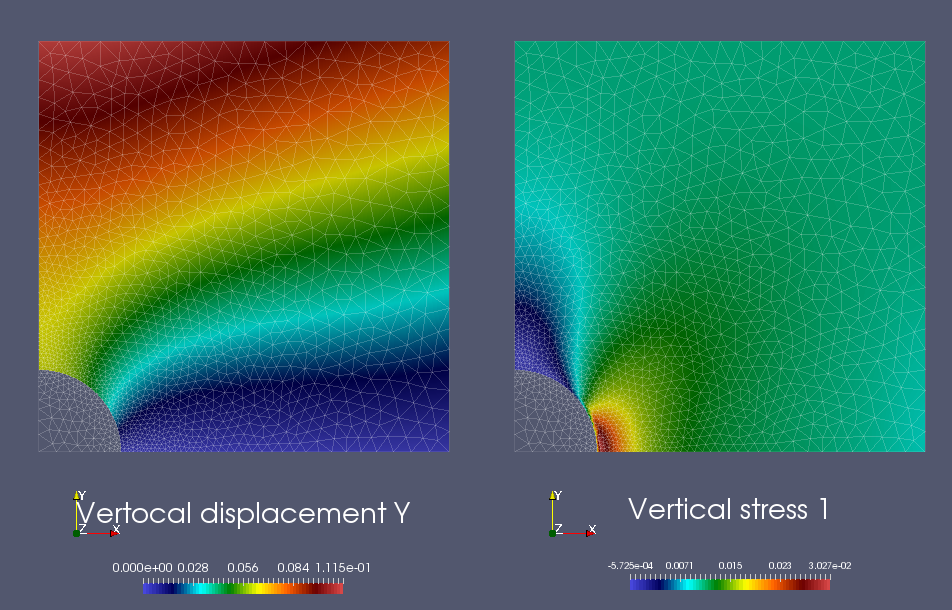 Y
Vertocal displacement Y
Z X
0.000e+00 0.028 0.056 0.084 1.115e-01
Y
Vertical stress 1
Z X
-5.725e-04 0.0071 0.015 0.023 3.027e-02